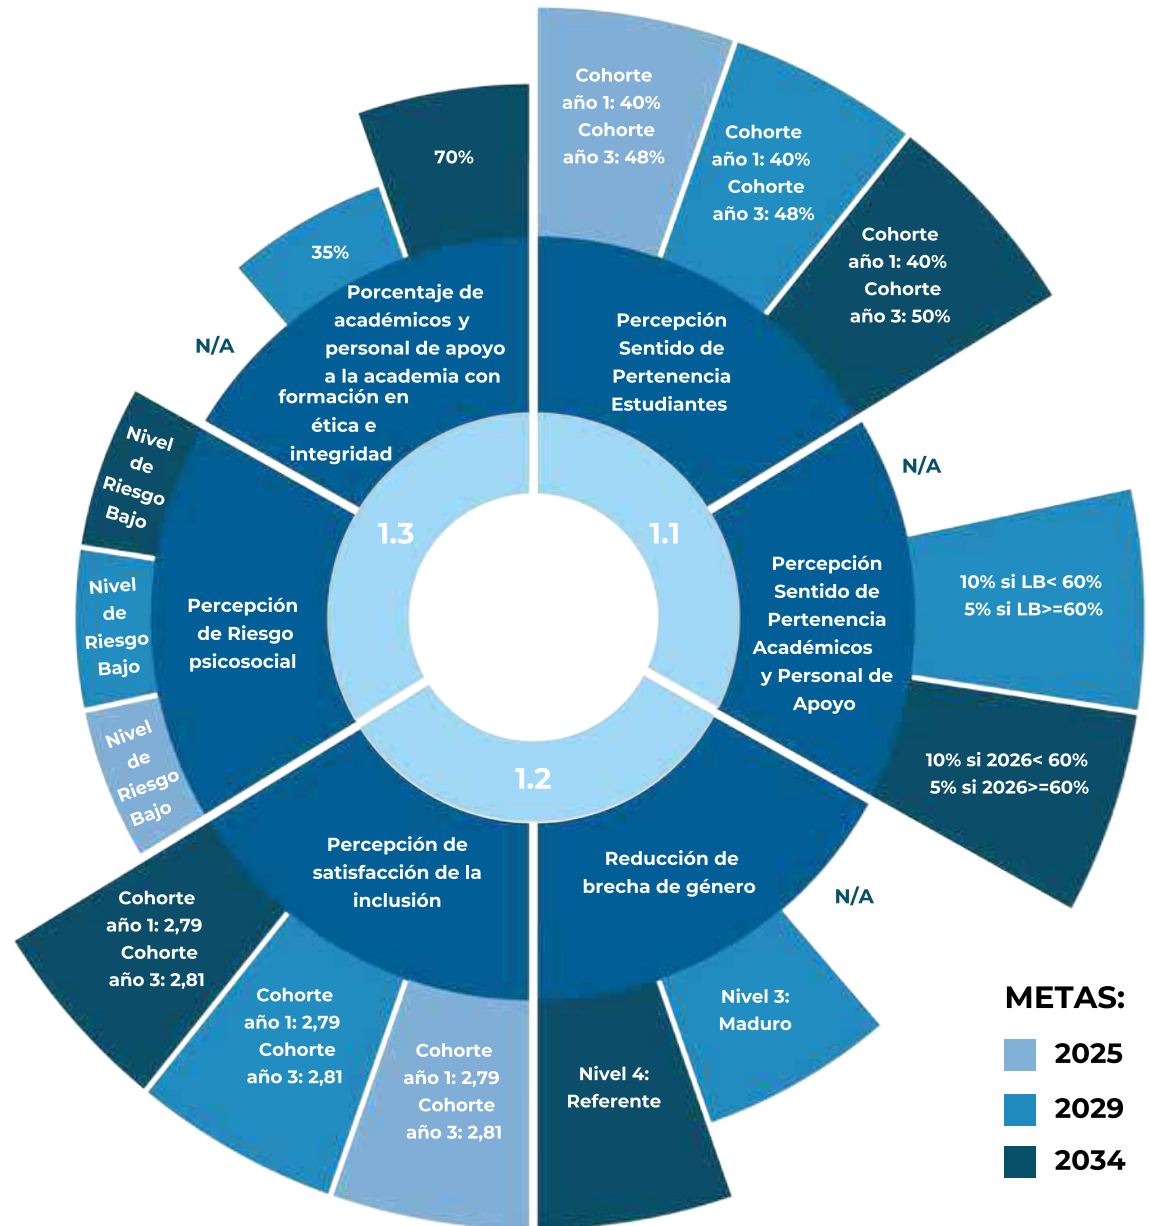 Cohorte
año 1: 40%
Cohorte
año 3: 48%
Cohorte
año 1: 40%
Cohorte
año 3: 48%
Cohorte
año 1: 40%
Cohorte
año 3: 50%
Percepción
Sentido de
Pertenencia
Estudiantes
1.1
N/A
10% si LB< 60%
5% si LB>=60%
10% si 2026< 60%
5% si 2026>=60%
Percepción
Sentido de
Pertenencia
Académicos
y Personal de
Apoyo
N/A
Nivel 3:
Maduro
Nivel 4:
Referente
Reducción de
brecha de género
1.2
Percepción de
satisfacción de la
inclusión
Cohorte
año 1: 2,79
Cohorte
año 3: 2,81
Cohorte
año 1: 2,79
Cohorte
año 3: 2,81
Cohorte
año 1: 2,79
Cohorte
año 3: 2,81
Nivel
de
Riesgo
Bajo
Nivel
de
Riesgo
Bajo
Nivel
de
Riesgo
Bajo
Percepción
de Riesgo
psicosocial
1.3
N/A
35%
70%
Porcentaje de
académicos y
personal de apoyo
a la academia con
formación en
ética e
integridad
METAS:
2025
2029
2034